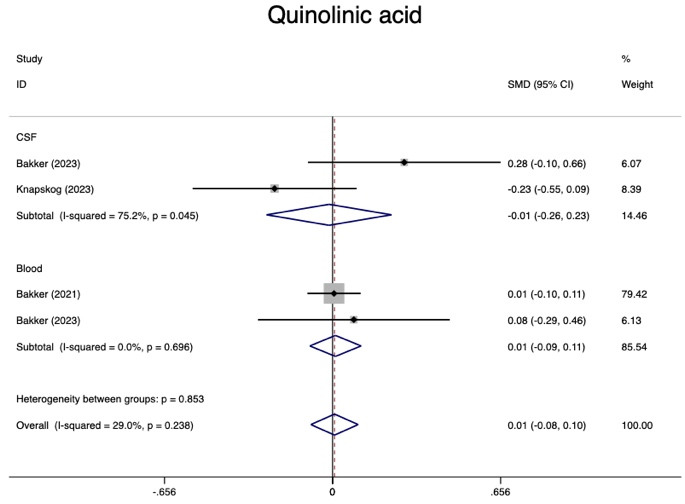 Quinolinic acid
Study %
ID SMD (95% CI) Weight
CSF
Bakker (2023) 0.28 (-0.10, 0.66) 6.07
Knapskog (2023) -0.23 (-0.55, 0.09) 8.39
Subtotal (I-squared = 75.2%, p = 0.045) -0.01 (-0.26, 0.23) 14.46
Blood
Bakker (2021) 0.01 (-0.10, 0.11) 79.42
Bakker (2023) 0.08 (-0.29, 0.46) 6.13
Subtotal (I-squared = 0.0%, p = 0.696) 0.01 (-0.09, 0.11) 85.54
Heterogeneity between groups: p = 0.853
Overall (I-squared = 29.0%, p = 0.238) 0.01 (-0.08, 0.10) 100.00
-.656 0 .656